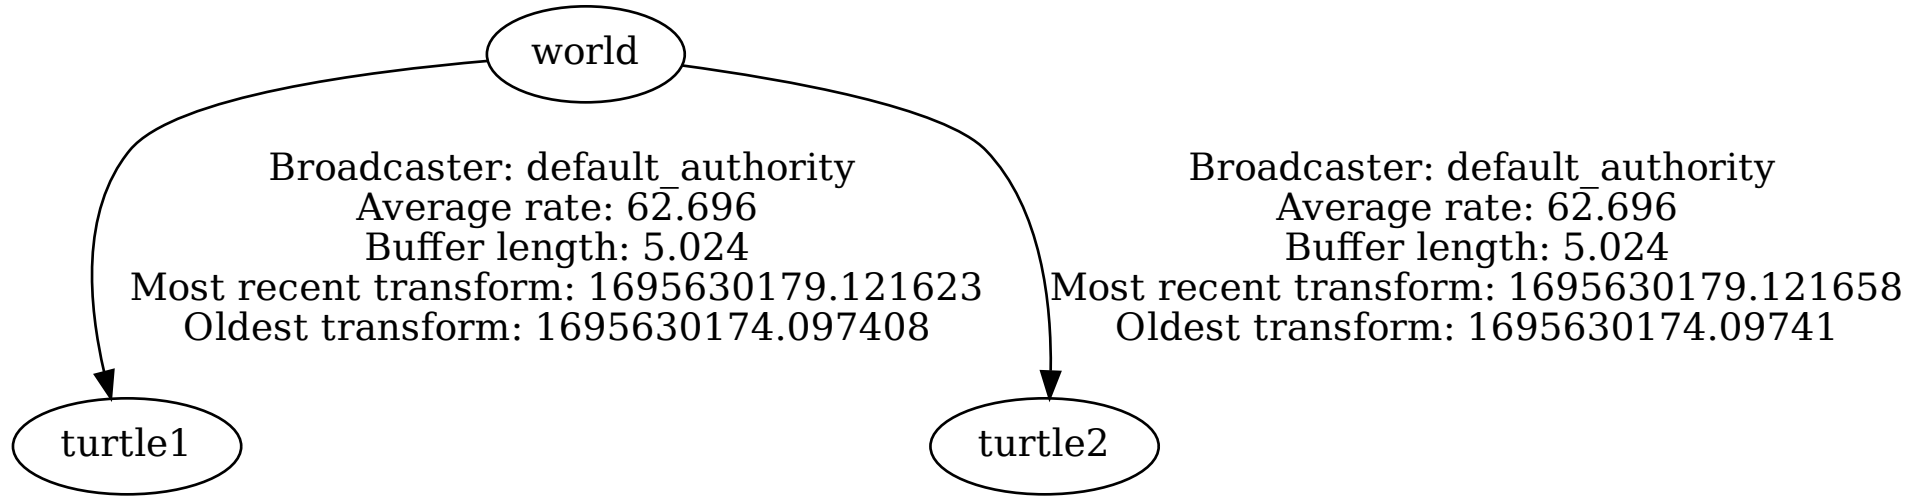 world
Broadcaster: default_authority
Average rate: 62.696
Buffer length: 5.024
Most recent transform: 1695630179.121623
Oldest transform: 1695630174.097408
Broadcaster: default_authority
Average rate: 62.696
Buffer length: 5.024
Most recent transform: 1695630179.121658
Oldest transform: 1695630174.09741
turtle1
turtle2